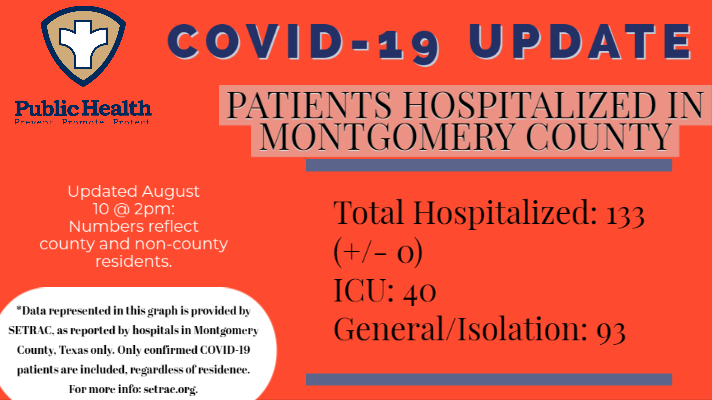 COVID-19 UPDATE
Public Health
Prevent. Promote. Protect.
PATIENTS HOSPITALIZED IN
MONTGOMERY COUNTY
Updated August
10 @ 2pm:
Numbers reflect
county and non-county
residents.
Total Hospitalized: 133
(+/- 0)
ICU: 40
General/Isolation: 93
*Data represented in this graph is provided by
SETRAC, as reported by hospitals in Montgomery
County, Texas only. Only confirmed COVID-19
patients are included, regardless of residence.
For more info: setrac.org.